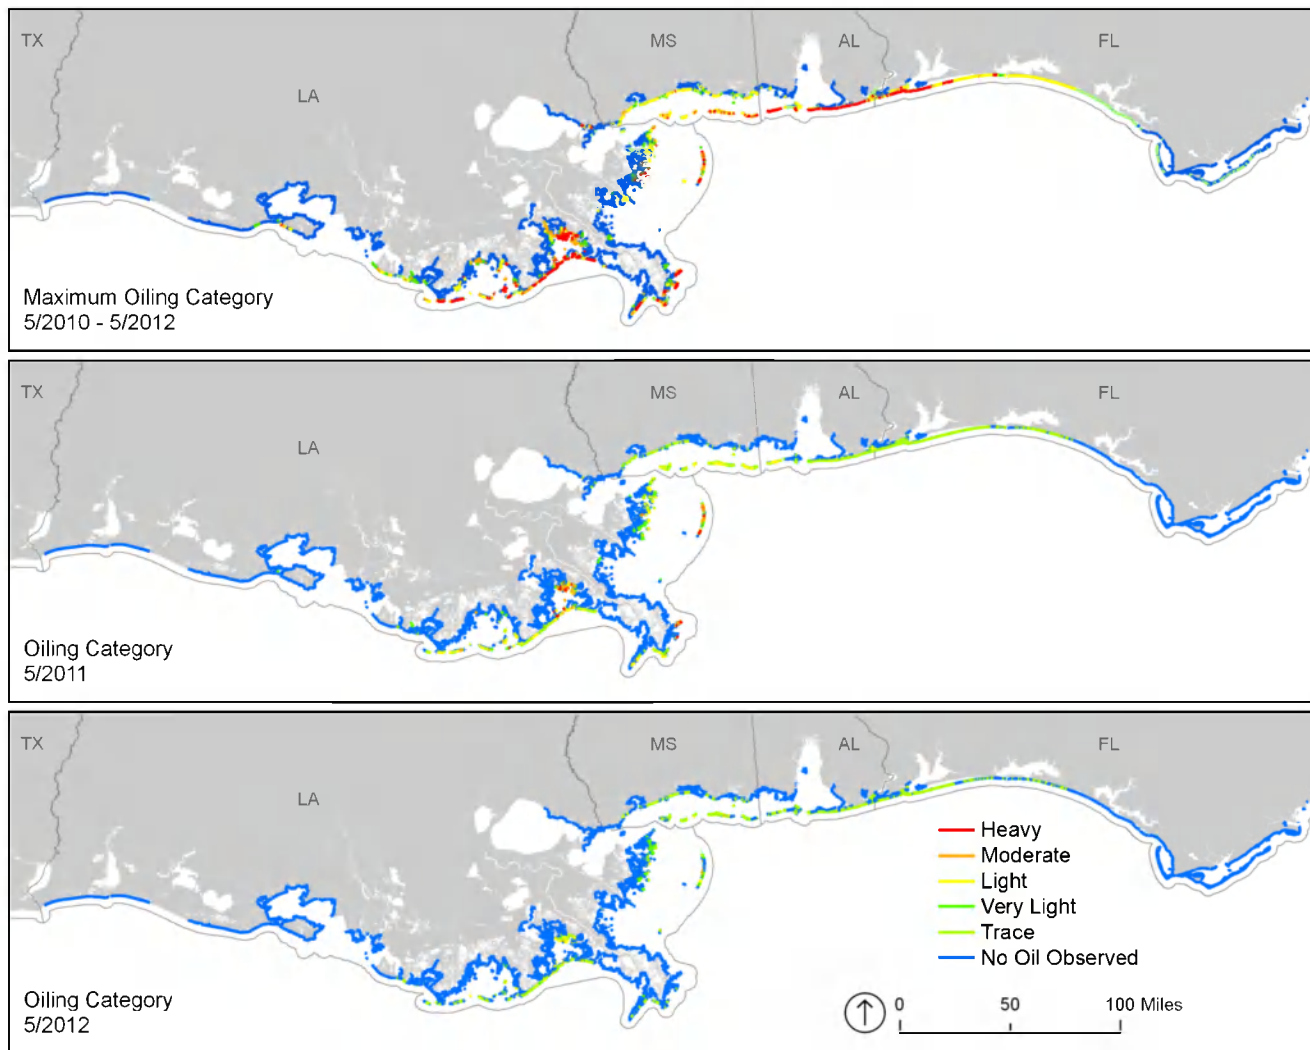 TX
LA
MS
AL
FL
Maximum Oiling Category
5/2010 - 5/2012
TX
LA
MS
AL
FL
Oiling Category
5/2011
TX
LA
MS
AL
FL
Heavy
Moderate
Light
Very Light
Trace
No Oil Observed
Oiling Category
5/2012
0 50 100 Miles